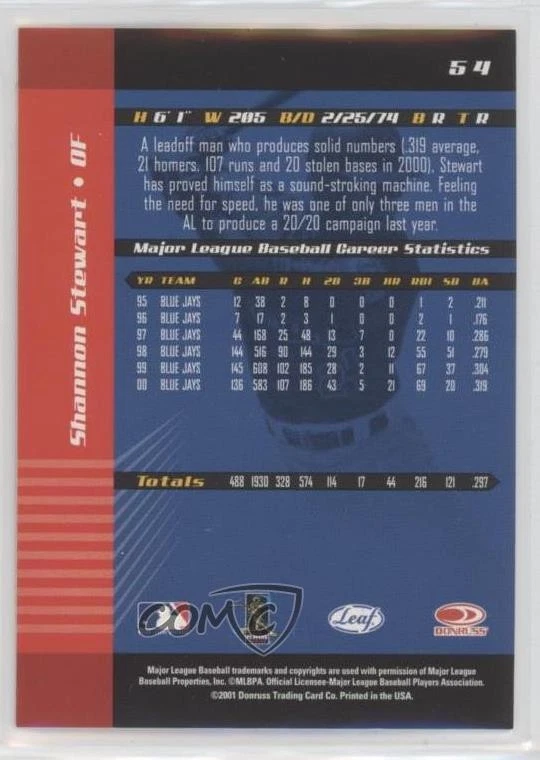 54
H 6' 1" W 205 B/D 2/25/74 B R T R
A leadoff man who produces solid numbers (.319 average,
21 homers, 107 runs and 20 stolen bases in 2000), Stewart
has proved himself as a sound-stroking machine. Feeling
the need for speed, he was one of only three men in the
AL to produce a 20/20 campaign last year.
Shannon Stewart • OF
Major League Baseball Career Statistics
YR TEAM G AB R H 2B 3B HR RBI SB BA
95 BLUE JAYS 12 38 2 8 0 0 0 1 2 .211
96 BLUE JAYS 7 17 2 3 1 0 0 2 1 .176
97 BLUE JAYS 44 168 25 48 13 7 0 22 10 .286
98 BLUE JAYS 144 516 90 144 29 3 12 55 51 .279
99 BLUE JAYS 145 608 102 185 28 2 11 67 37 .304
00 BLUE JAYS 136 583 107 186 43 5 21 69 20 .319
Totals 488 1930 328 574 114 17 44 216 121 .297
COMC
Leaf
DONRUSS
Major League Baseball trademarks and copyrights are used with permission of Major League
Baseball Properties, Inc. ©MLBPA. Official Licensee-Major League Baseball Players Association.
©2001 Donruss Trading Card Co. Printed in the USA.